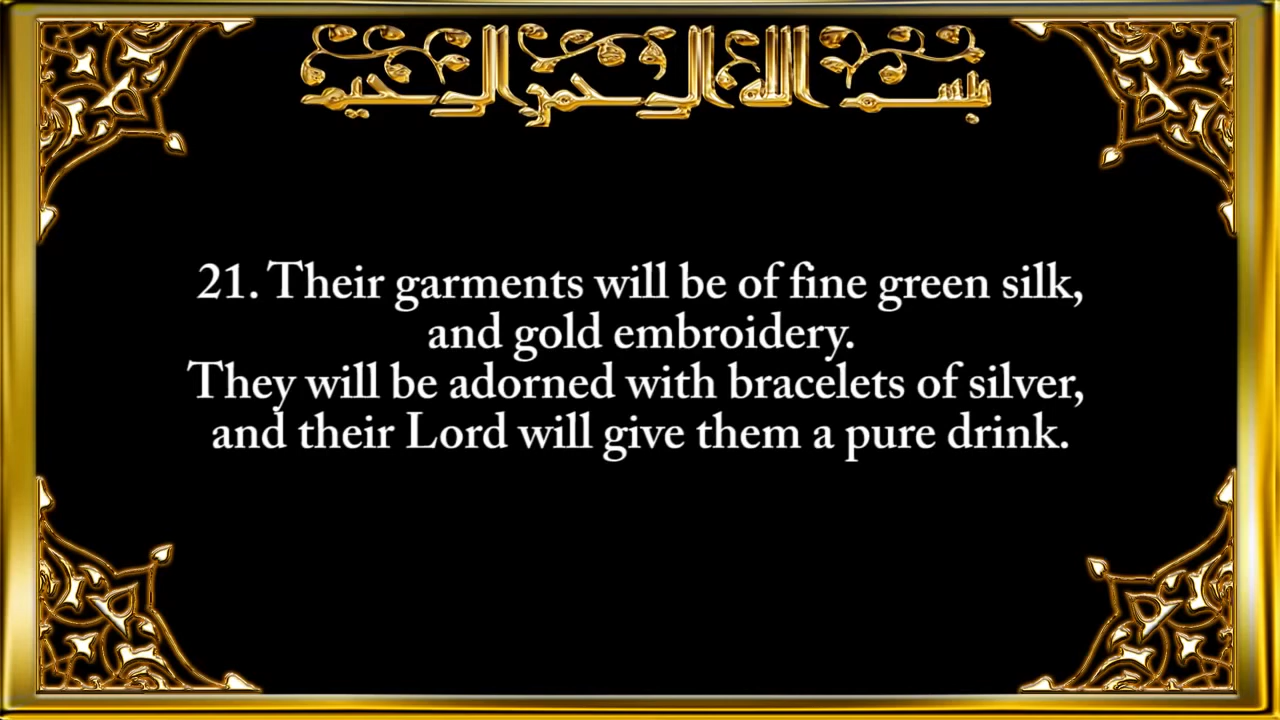 بسم الله الرحمن الرحيم
21. Their garments will be of fine green silk,
and gold embroidery.
They will be adorned with bracelets of silver,
and their Lord will give them a pure drink.